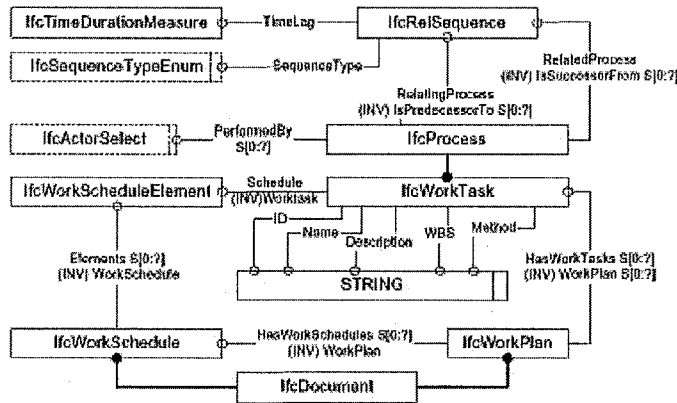 IfcTimeDurationMeasure
TimeLag
IfcRelSequence
IfcSequenceTypeEnum
SequenceType
RelatedProcess
(INV) IsSuccessorFrom S[0:?]
RelatingProcess
(INV) IsPredecessorTo S[0:?]
IfcActorSelect
PerformedBy
S[0:?]
IfcProcess
IfcWorkScheduleElement
Schedule
(INV)Worktask
IfcWorkTask
ID
Name
Description
WBS
Method
Elements S[0:?]
(INV) WorkSchedule
HasWorkTasks S[0:?]
(INV) WorkPlan S[0:?]
STRING
IfcWorkSchedule
HasWorkSchedules S[0:?]
(INV) WorkPlan
IfcWorkPlan
IfcDocument